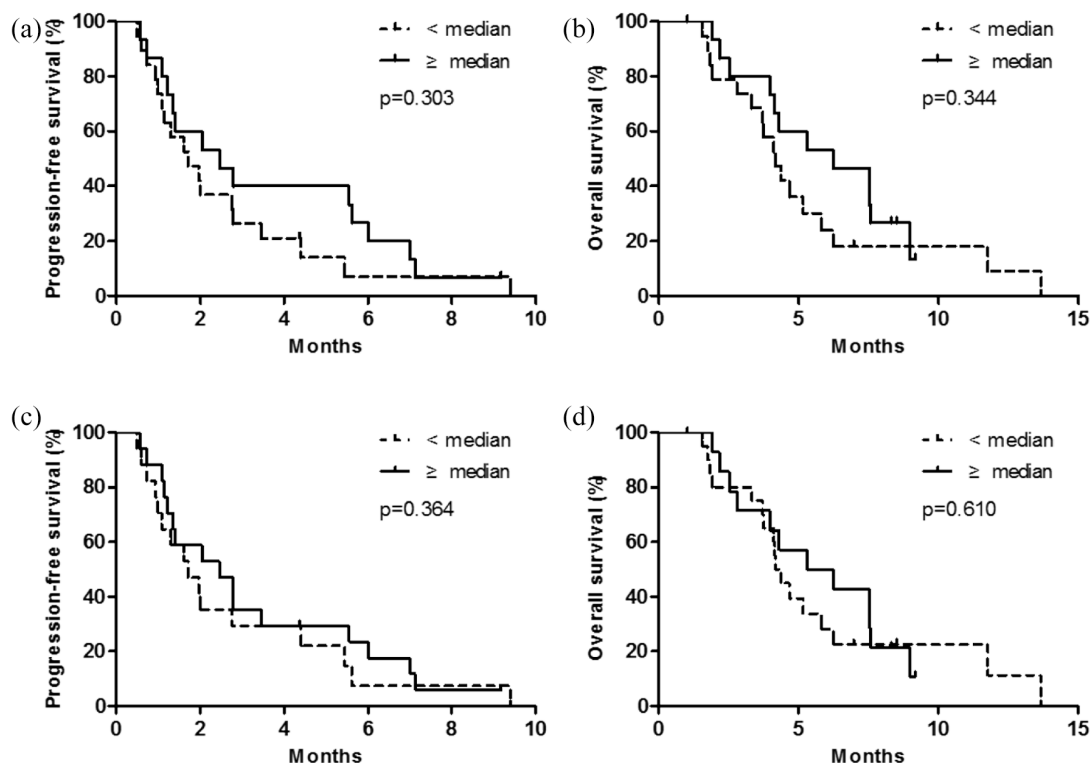 (a)
Progression-free survival (%)
100
80
60
40
20
0
0 2 4 6 8 10
Months
< median
≥ median
p=0.303
(b)
Overall survival (%)
100
80
60
40
20
0
0 5 10 15
Months
< median
≥ median
p=0.344
(c)
Progression-free survival (%)
100
80
60
40
20
0
0 2 4 6 8 10
Months
< median
≥ median
p=0.364
(d)
Overall survival (%)
100
80
60
40
20
0
0 5 10 15
Months
< median
≥ median
p=0.610